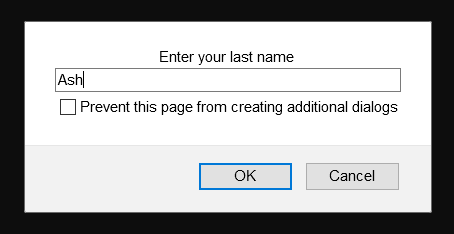 Enter your last name
Ash
Prevent this page from creating additional dialogs
OK Cancel